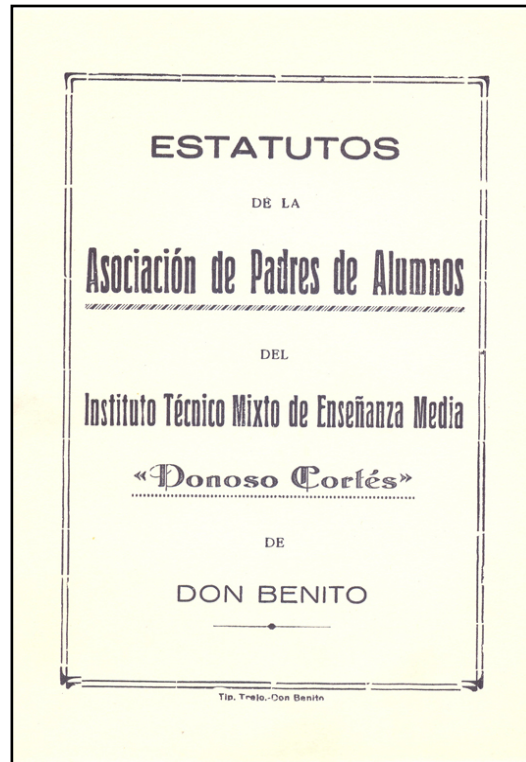 ESTATUTOS
DE LA
Asociación de Padres de Alumnos
DEL
Instituto Técnico Mixto de Enseñanza Media
«Donoso Cortés»
DE
DON BENITO
Tip. Trejo.-Don Benito